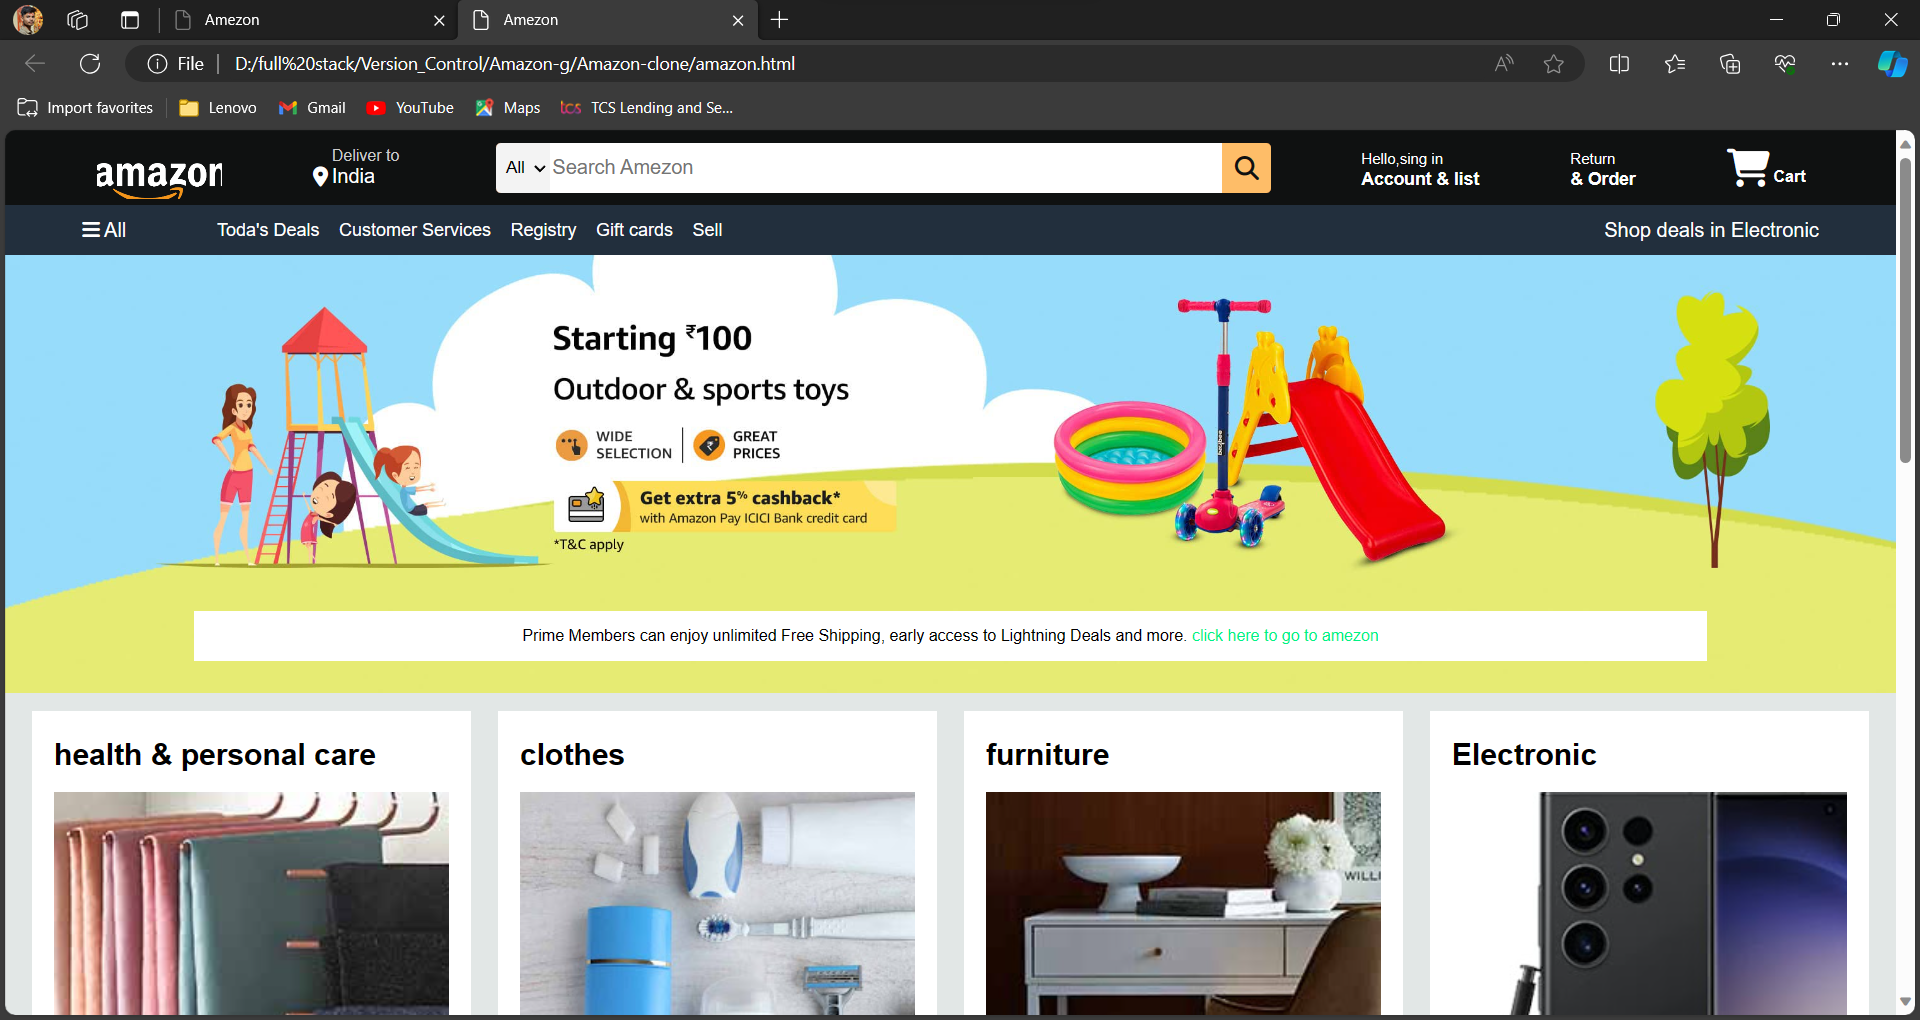 Amezon
Amezon
File
D:/full%20stack/Version_Control/Amazon-g/Amazon-clone/amazon.html
Import favorites
Lenovo
Gmail
YouTube
Maps
tcs TCS Lending and Se...
amazon
Deliver to
India
All
Search Amezon
Hello,sing in
Account & list
Return
& Order
Cart
All
Toda's Deals
Customer Services
Registry
Gift cards
Sell
Shop deals in Electronic
Starting ₹100
Outdoor & sports toys
WIDE
SELECTION
GREAT
PRICES
Get extra 5% cashback*
with Amazon Pay ICICI Bank credit card
*T&C apply
Prime Members can enjoy unlimited Free Shipping, early access to Lightning Deals and more. click here to go to amezon
health & personal care
clothes
furniture
Electronic
WILLI